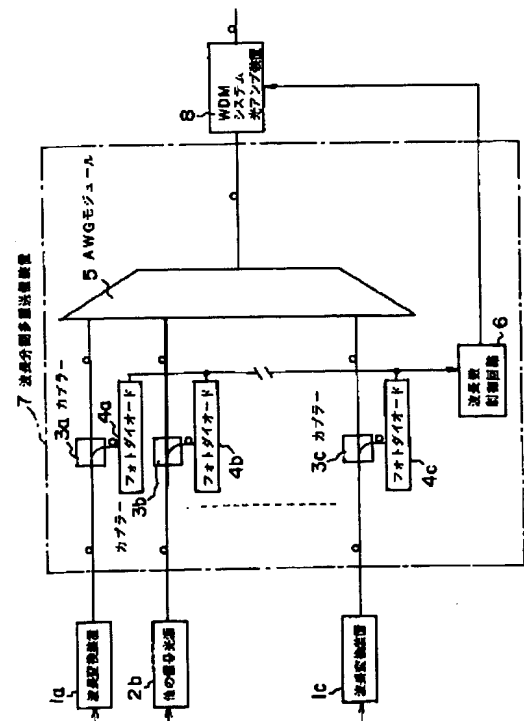 7 波長分割多重送信装置
5 AWGモジュール
8
WDM
システム
光アンプ装置
3a カプラー
4a
フォトダイオード
カプラー
3b
フォトダイオード
4b
3c カプラー
フォトダイオード
4c
波長数
制御回路
6
1a
波長変換装置
2b
他の信号光源
1c
波長変換装置